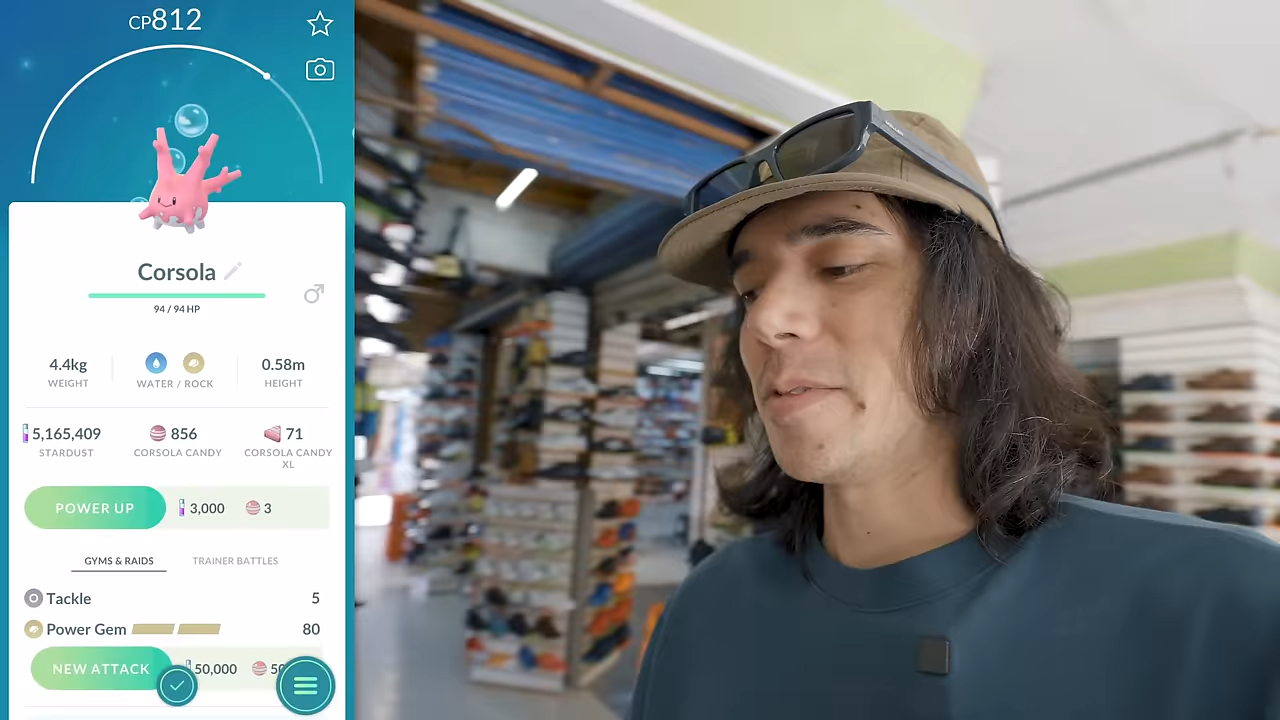 CP812
Corsola
94 / 94 HP
4.4kg
WEIGHT
WATER / ROCK
0.58m
HEIGHT
5,165,409
STARDUST
856
CORSOLA CANDY
71
CORSOLA CANDY
XL
POWER UP
3,000
3
GYMS & RAIDS
TRAINER BATTLES
Tackle
5
Power Gem
80
NEW ATTACK
50,000